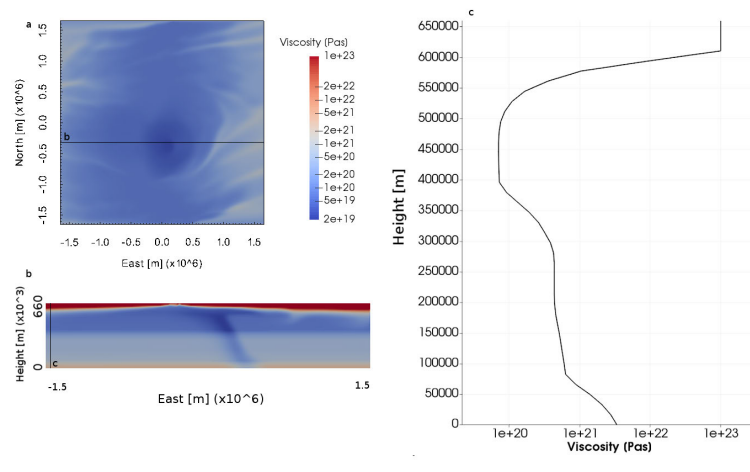 a
1.5
1.0
0.5
0.0
-0.5
-1.0
-1.5
North [m] (x10^6)
b
-1.5 -1.0 -0.5 0.0 0.5 1.0 1.5
East [m] (x10^6)
Viscosity (Pas)
1e+23
2e+22
1e+22
5e+21
2e+21
1e+21
5e+20
2e+20
1e+20
5e+19
2e+19
b
Height [m] (x10^3)
660
0
c
-1.5 1.5
East [m] (x10^6)
c
650000
600000
550000
500000
450000
400000
350000
300000
250000
200000
150000
100000
50000
0
Height [m]
1e+20 1e+21 1e+22 1e+23
Viscosity (Pas)